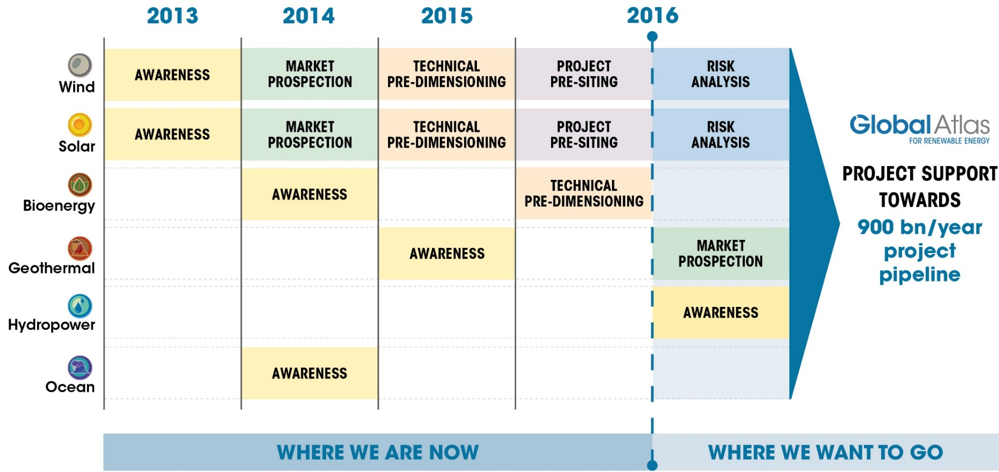 2013 2014 2015 2016
Wind
AWARENESS
MARKET
PROSPECTION
TECHNICAL
PRE-DIMENSIONING
PROJECT
PRE-SITING
RISK
ANALYSIS
Solar
AWARENESS
MARKET
PROSPECTION
TECHNICAL
PRE-DIMENSIONING
PROJECT
PRE-SITING
RISK
ANALYSIS
Bioenergy
AWARENESS
TECHNICAL
PRE-DIMENSIONING
Geothermal
AWARENESS
MARKET
PROSPECTION
Hydropower
AWARENESS
Ocean
AWARENESS
Global Atlas
FOR RENEWABLE ENERGY
PROJECT SUPPORT
TOWARDS
900 bn/year
project
pipeline
WHERE WE ARE NOW
WHERE WE WANT TO GO